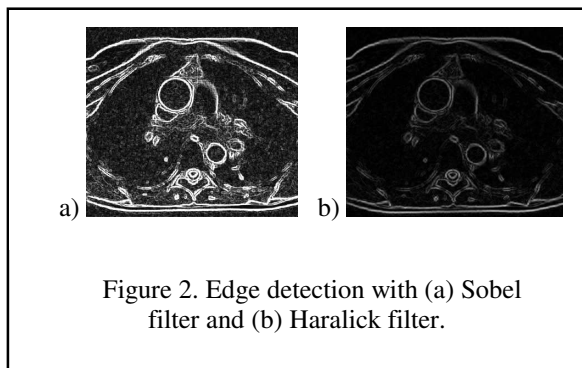 a) b)
Figure 2. Edge detection with (a) Sobel
filter and (b) Haralick filter.